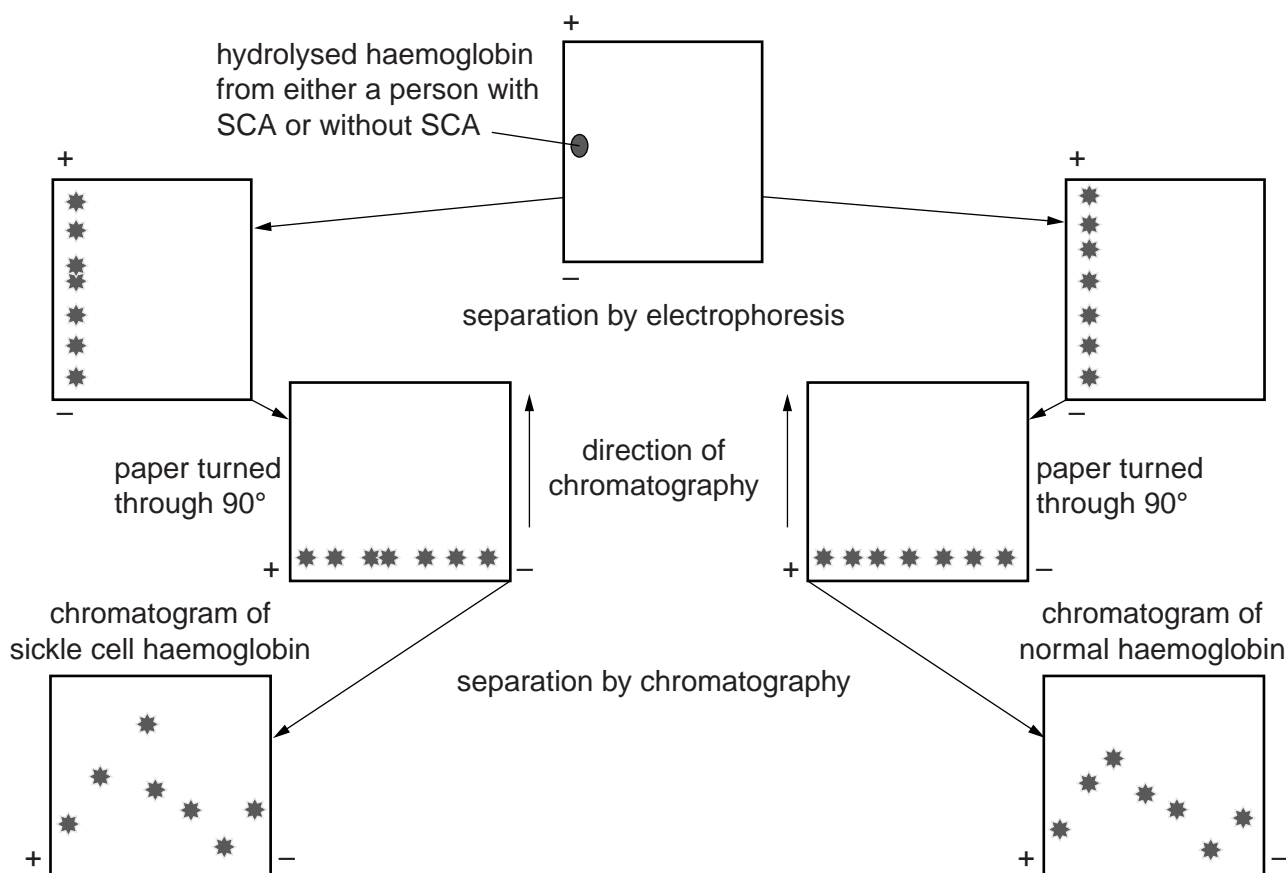 +
hydrolysed haemoglobin
from either a person with
SCA or without SCA
+
+
–
separation by electrophoresis
–
–
paper turned
through 90°
direction of
chromatography
paper turned
through 90°
+
–
+
–
chromatogram of
sickle cell haemoglobin
separation by chromatography
chromatogram of
normal haemoglobin
+
–
+
–